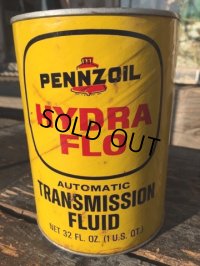 PENNZOIL
HYDRA
SOLD OUT
FLO
AUTOMATIC
TRANSMISSION
FLUID
NET 32 FL. OZ. (1 U.S. QT.)